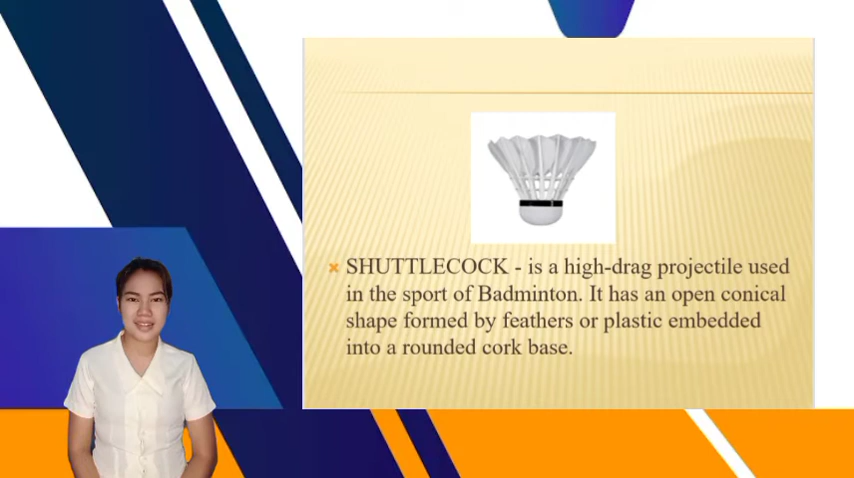 SHUTTLECOCK - is a high-drag projectile used
in the sport of Badminton. It has an open conical
shape formed by feathers or plastic embedded
into a rounded cork base.